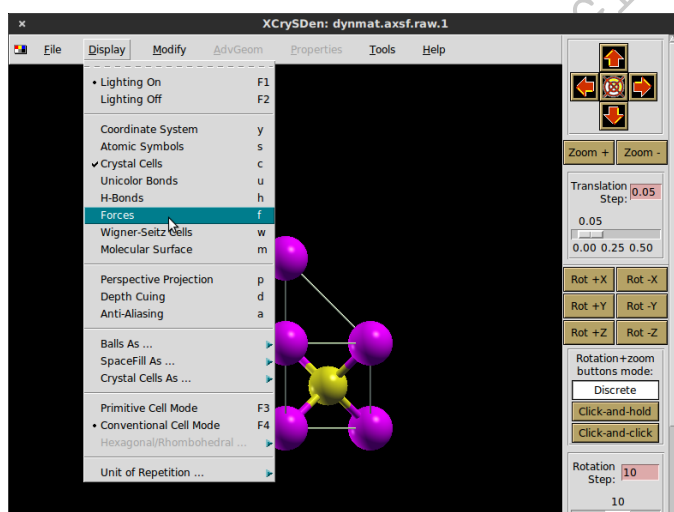 XCrySDen: dynmat.axsf.raw.1
File Display Modify AdvGeom Properties Tools Help
• Lighting On F1
Lighting Off F2
Coordinate System y
Atomic Symbols s
✓ Crystal Cells c
Unicolor Bonds u
H-Bonds h
Forces f
Wigner-Seitz Cells w
Molecular Surface m
Perspective Projection p
Depth Cuing d
Anti-Aliasing a
Balls As ...
SpaceFill As ...
Crystal Cells As ...
Primitive Cell Mode F3
• Conventional Cell Mode F4
Hexagonal/Rhombohedral ...
Unit of Repetition ...
Zoom + Zoom -
Translation
Step: 0.05
0.05
0.00 0.25 0.50
Rot +X Rot -X
Rot +Y Rot -Y
Rot +Z Rot -Z
Rotation+zoom
buttons mode:
Discrete
Click-and-hold
Click-and-click
Rotation
Step: 10
10